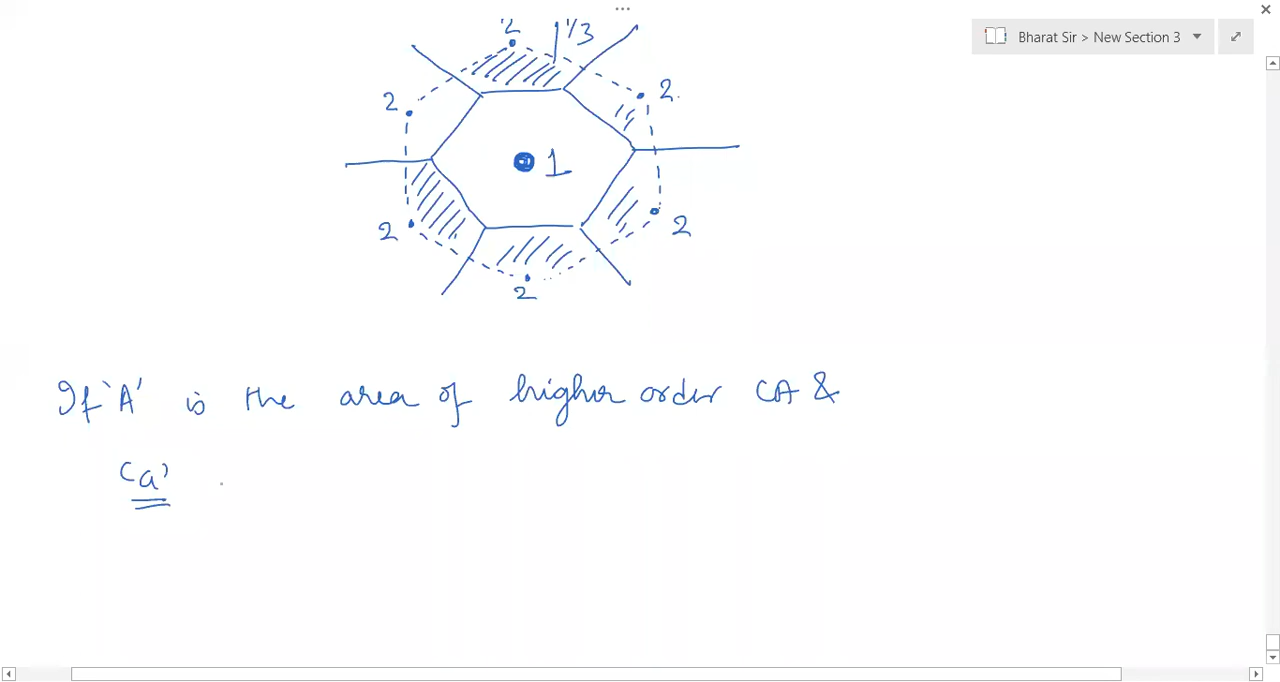 Bharat Sir > New Section 3
2 1/3
2 2
1
2 2
2
If 'A' is the area of higher order CA &
'a'